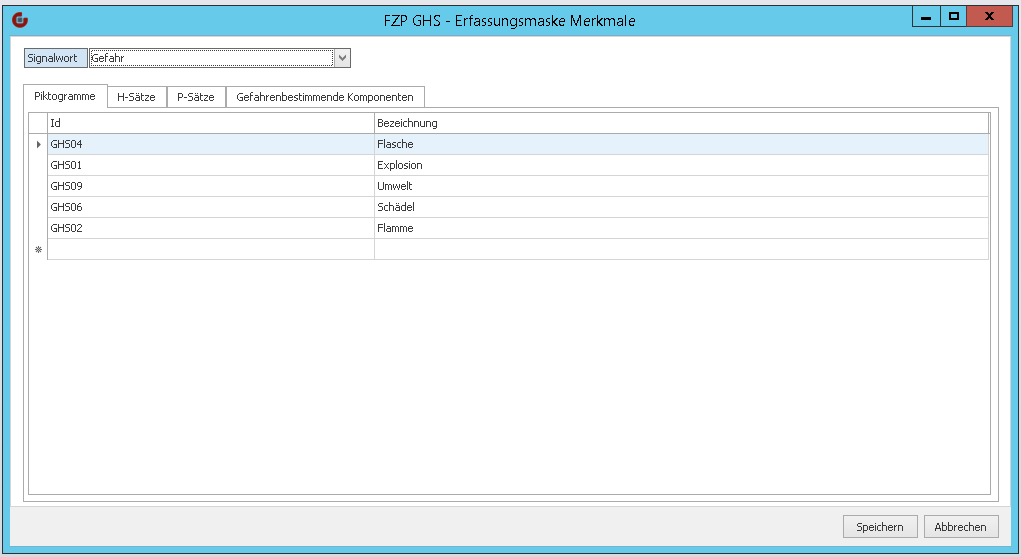 FZP GHS - Erfassungsmaske Merkmale
Signalwort Gefahr
Piktogramme H-Sätze P-Sätze Gefahrenbestimmende Komponenten
Id Bezeichnung
GHS04 Flasche
GHS01 Explosion
GHS09 Umwelt
GHS06 Schädel
GHS02 Flamme
Speichern Abbrechen